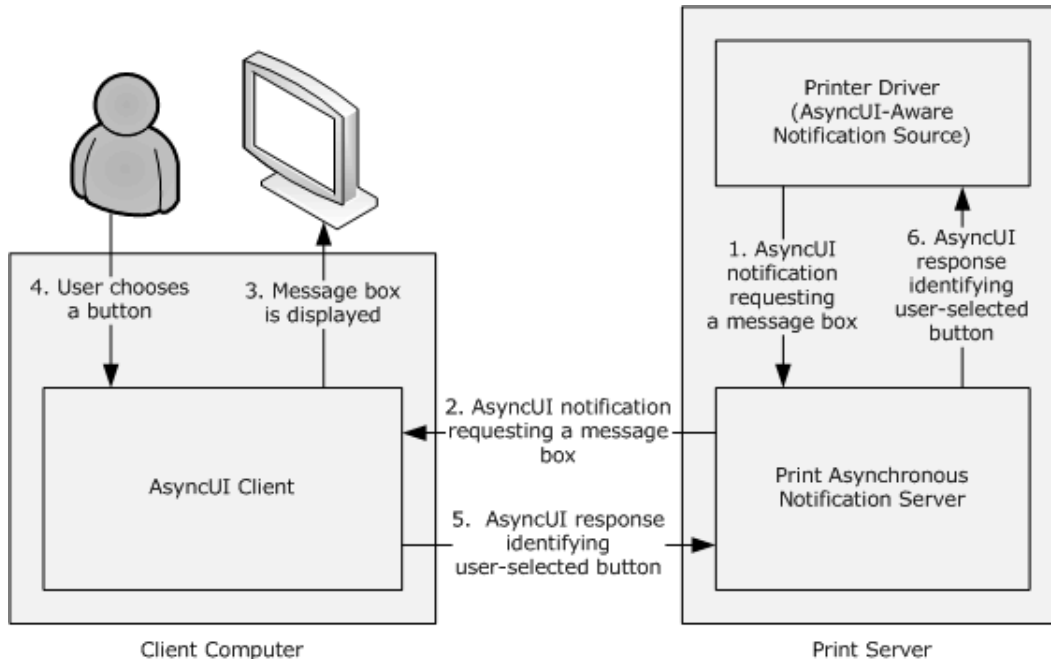 Printer Driver
(AsyncUI-Aware
Notification Source)
1. AsyncUI
notification
requesting
a message box
6. AsyncUI
response
identifying
user-selected
button
4. User chooses
a button
3. Message box
is displayed
2. AsyncUI notification
requesting a message
box
AsyncUI Client
Print Asynchronous
Notification Server
5. AsyncUI response
identifying
user-selected button
Client Computer
Print Server